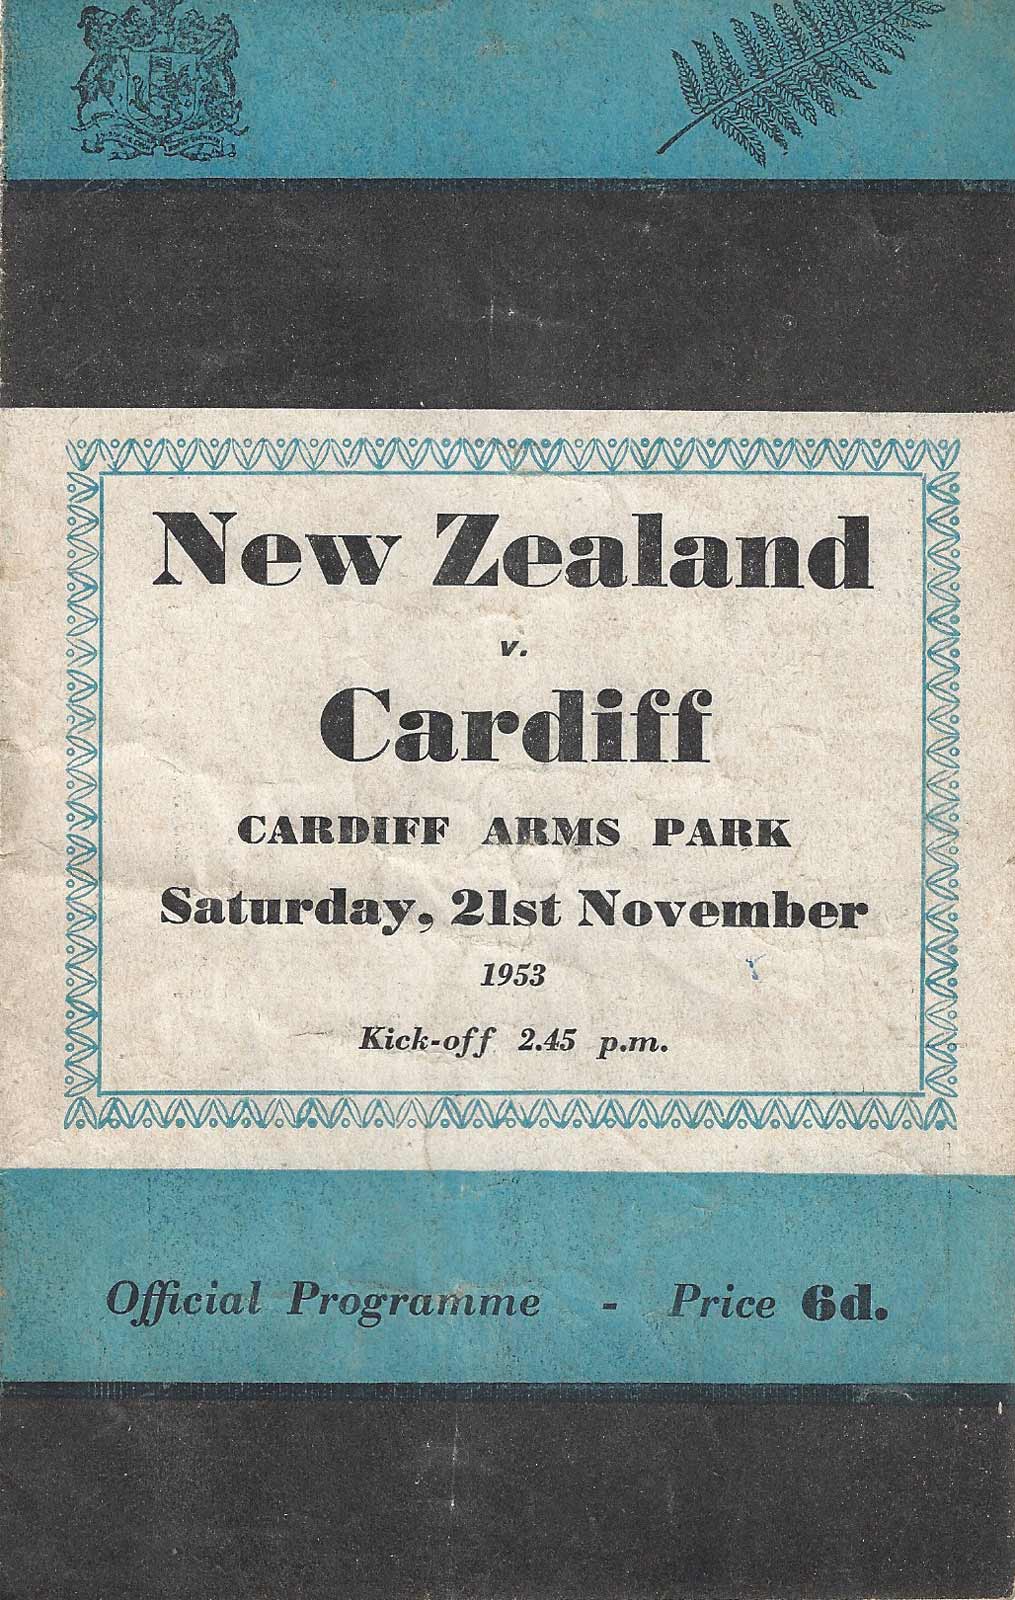 New Zealand
v.
Cardiff
CARDIFF ARMS PARK
Saturday, 21st November
1953
Kick-off 2.45 p.m.
Official Programme - Price 6d.